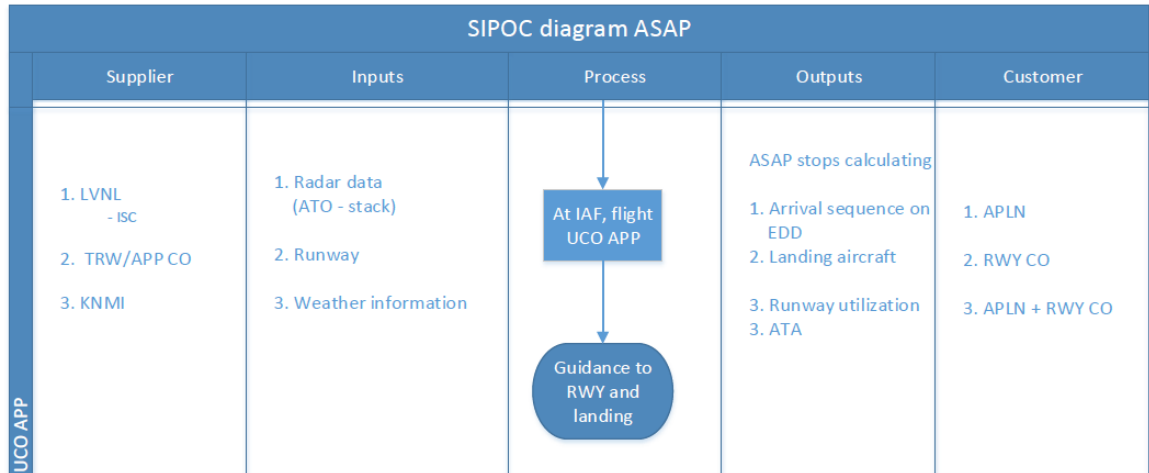 SIPOC diagram ASAP
Supplier
Inputs
Process
Outputs
Customer
UCO APP
1. LVNL
- ISC
2. TRW/APP CO
3. KNMI
1. Radar data
(ATO - stack)
2. Runway
3. Weather information
At IAF, flight
UCO APP
Guidance to
RWY and
landing
ASAP stops calculating
1. Arrival sequence on
EDD
2. Landing aircraft
3. Runway utilization
3. ATA
1. APLN
2. RWY CO
3. APLN + RWY CO